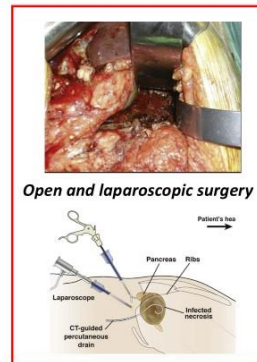 Open and laparoscopic surgery
Patient's hea
Pancreas
Ribs
Laparoscope
Infected
necrosis
CT-guided
percutaneous
drain